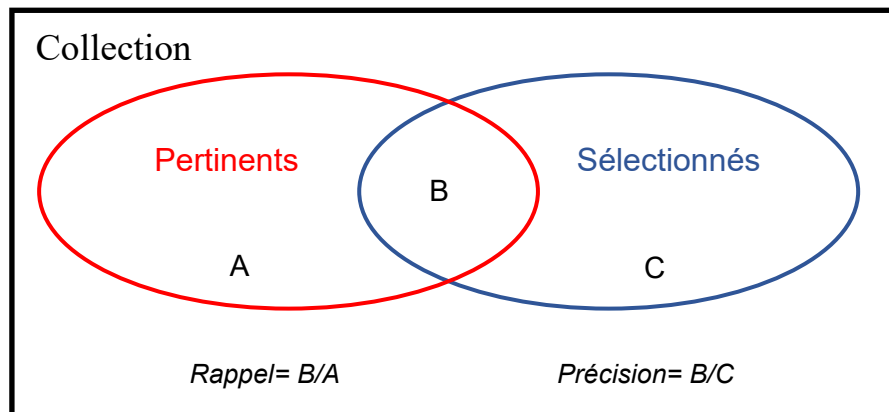 Collection
Pertinents
Sélectionnés
B
A
C
Rappel= B/A
Précision= B/C